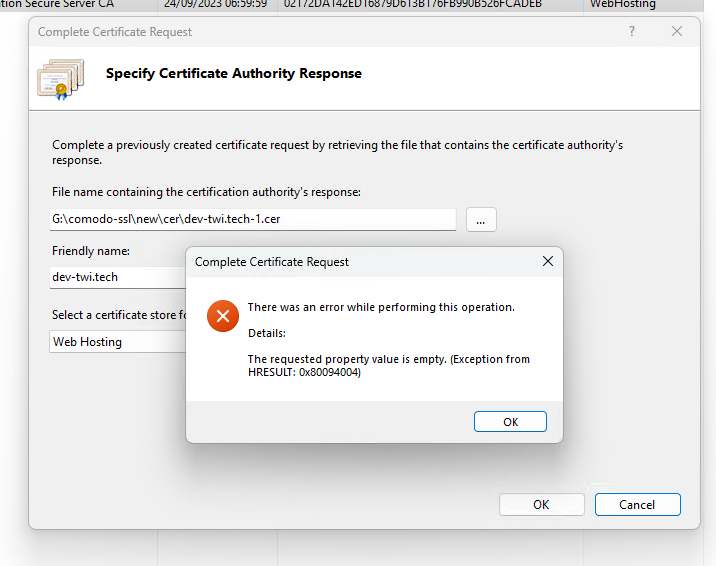 ation Secure Server CA 24/09/2023 06:59:59 02172DA142ED16879D613B176FB990B526FCADEB WebHosting
Complete Certificate Request ?
Specify Certificate Authority Response
Complete a previously created certificate request by retrieving the file that contains the certificate authority's
response.
File name containing the certification authority's response:
G:\comodo-ssl\new\cer\dev-twi.tech-1.cer ...
Friendly name:
dev-twi.tech
Select a certificate store fo
Web Hosting
Complete Certificate Request
There was an error while performing this operation.
Details:
The requested property value is empty. (Exception from
HRESULT: 0x80094004)
OK
OK Cancel